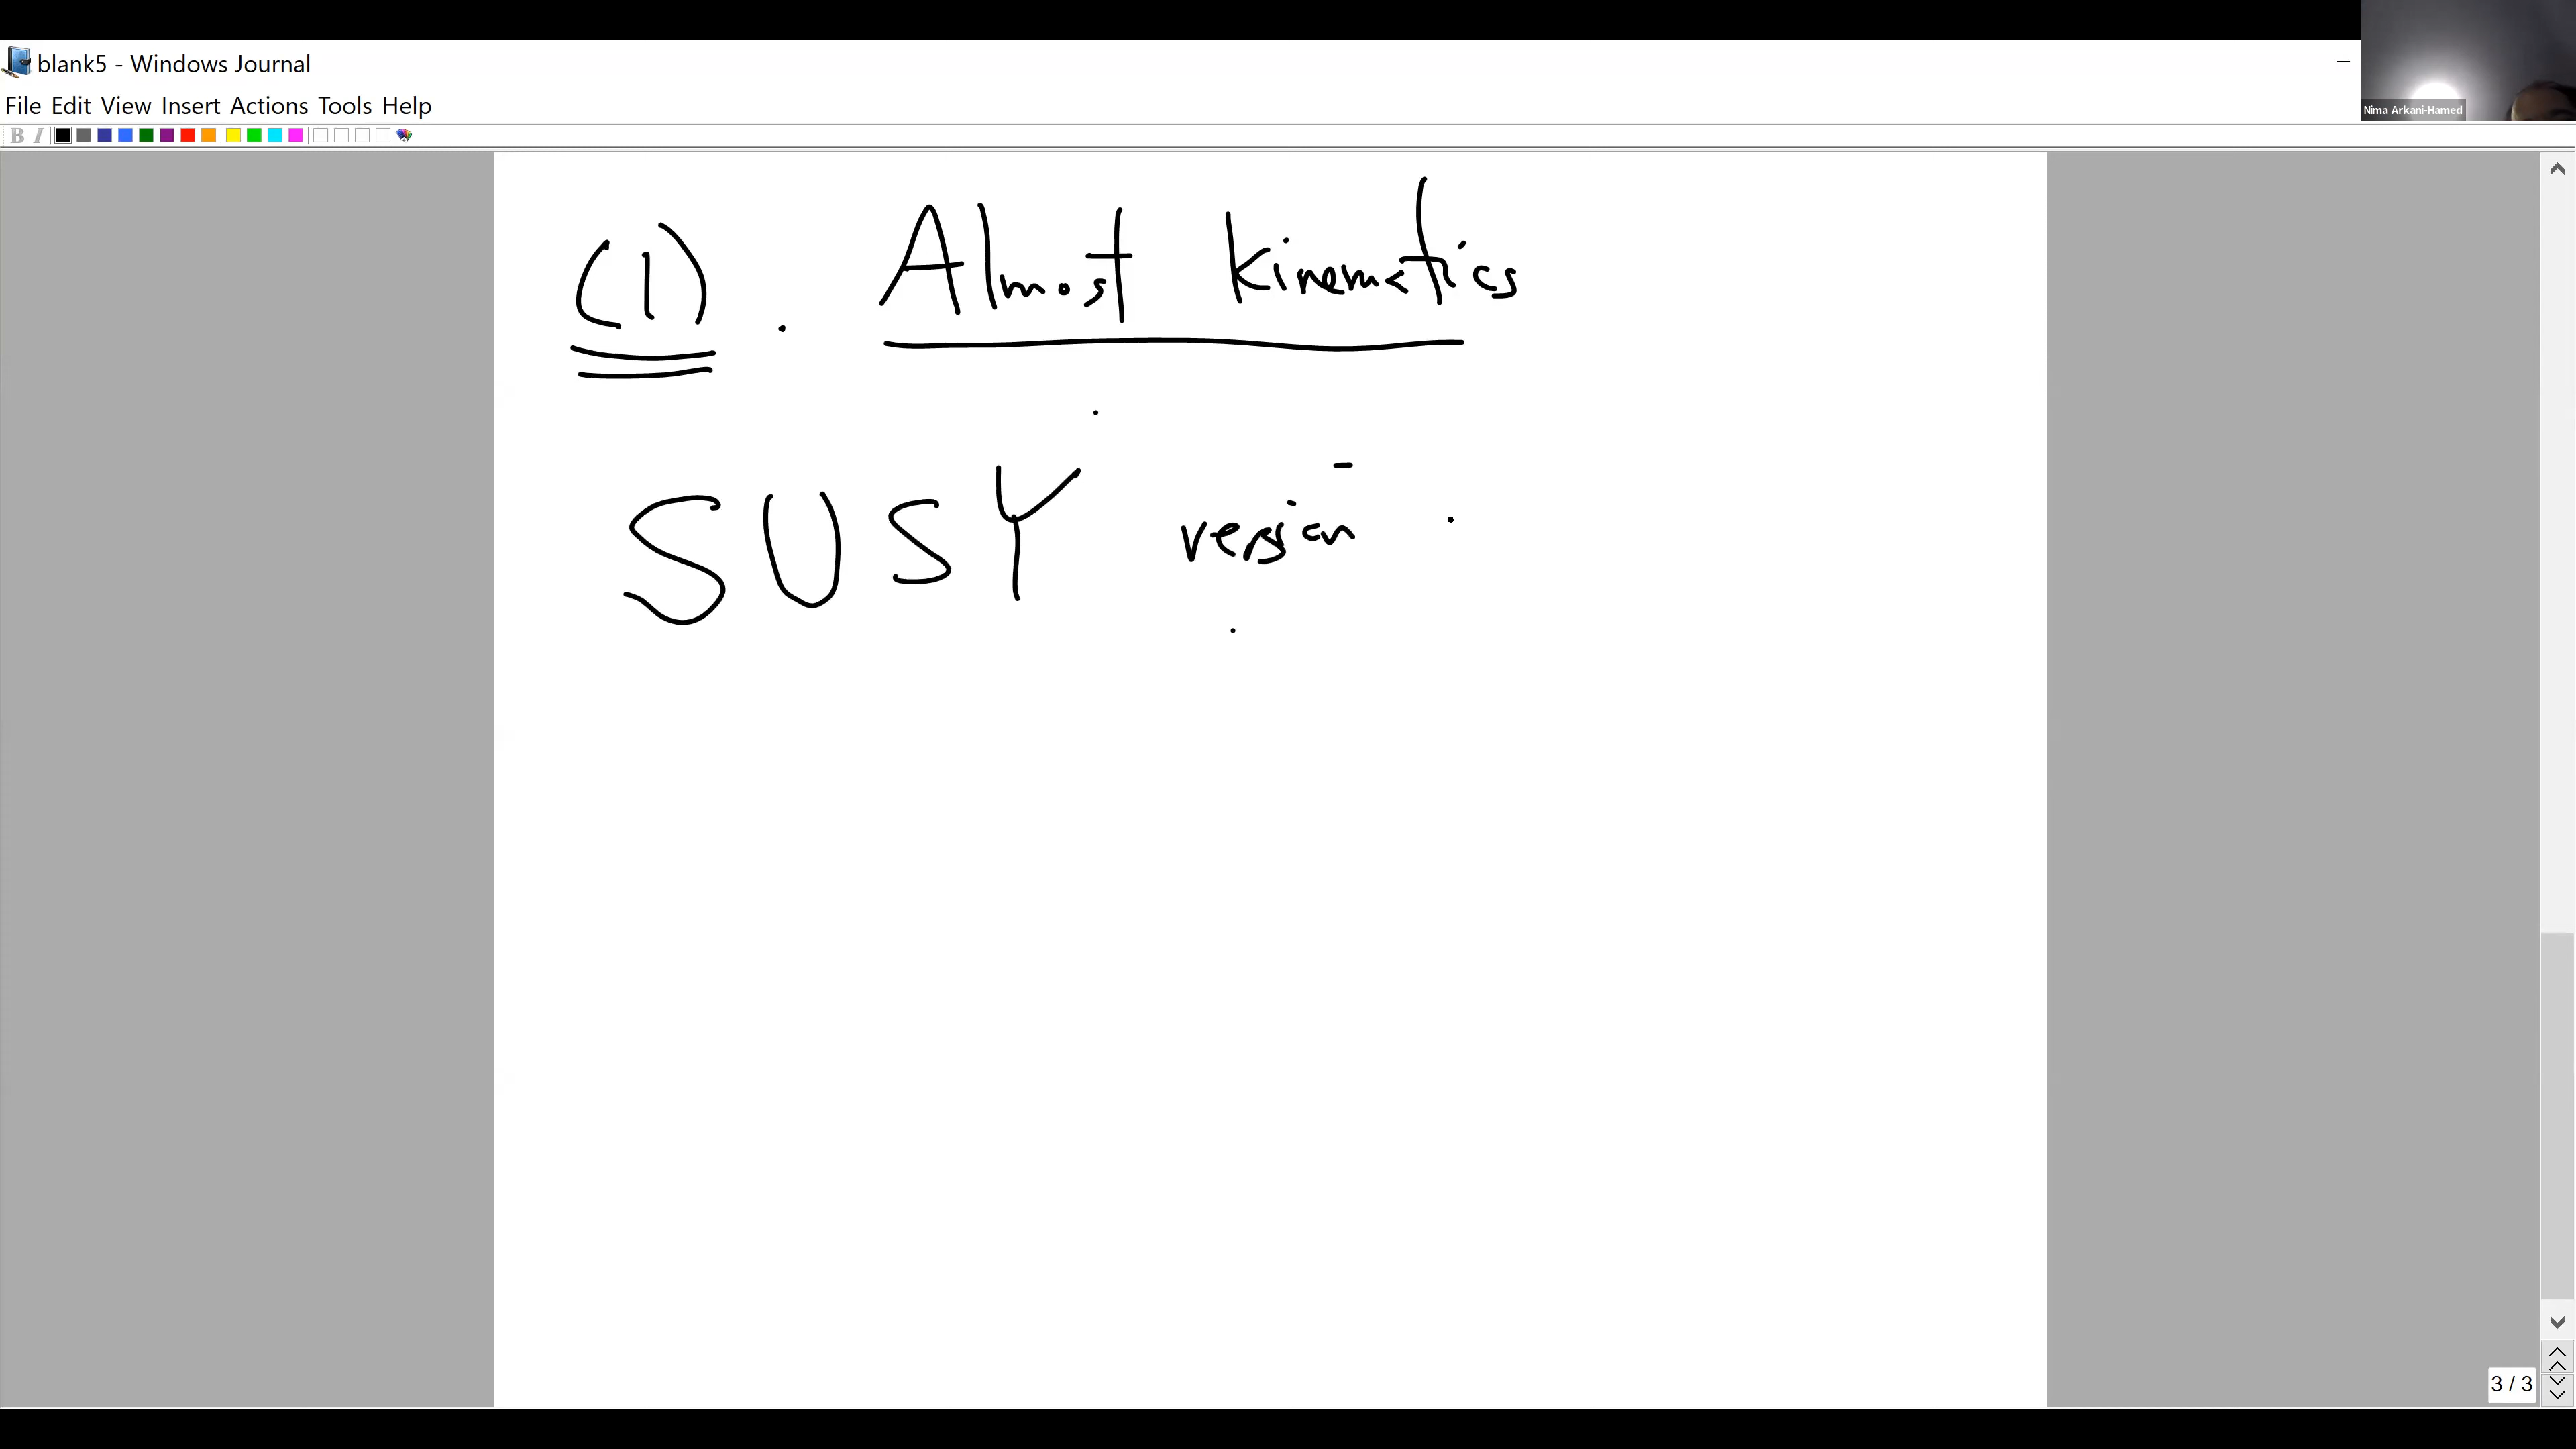 blank5 - Windows Journal
Nima Arkani-Hamed
File Edit View Insert Actions Tools Help
B I
(1). Almost Kinematics
SUSY version
3 / 3